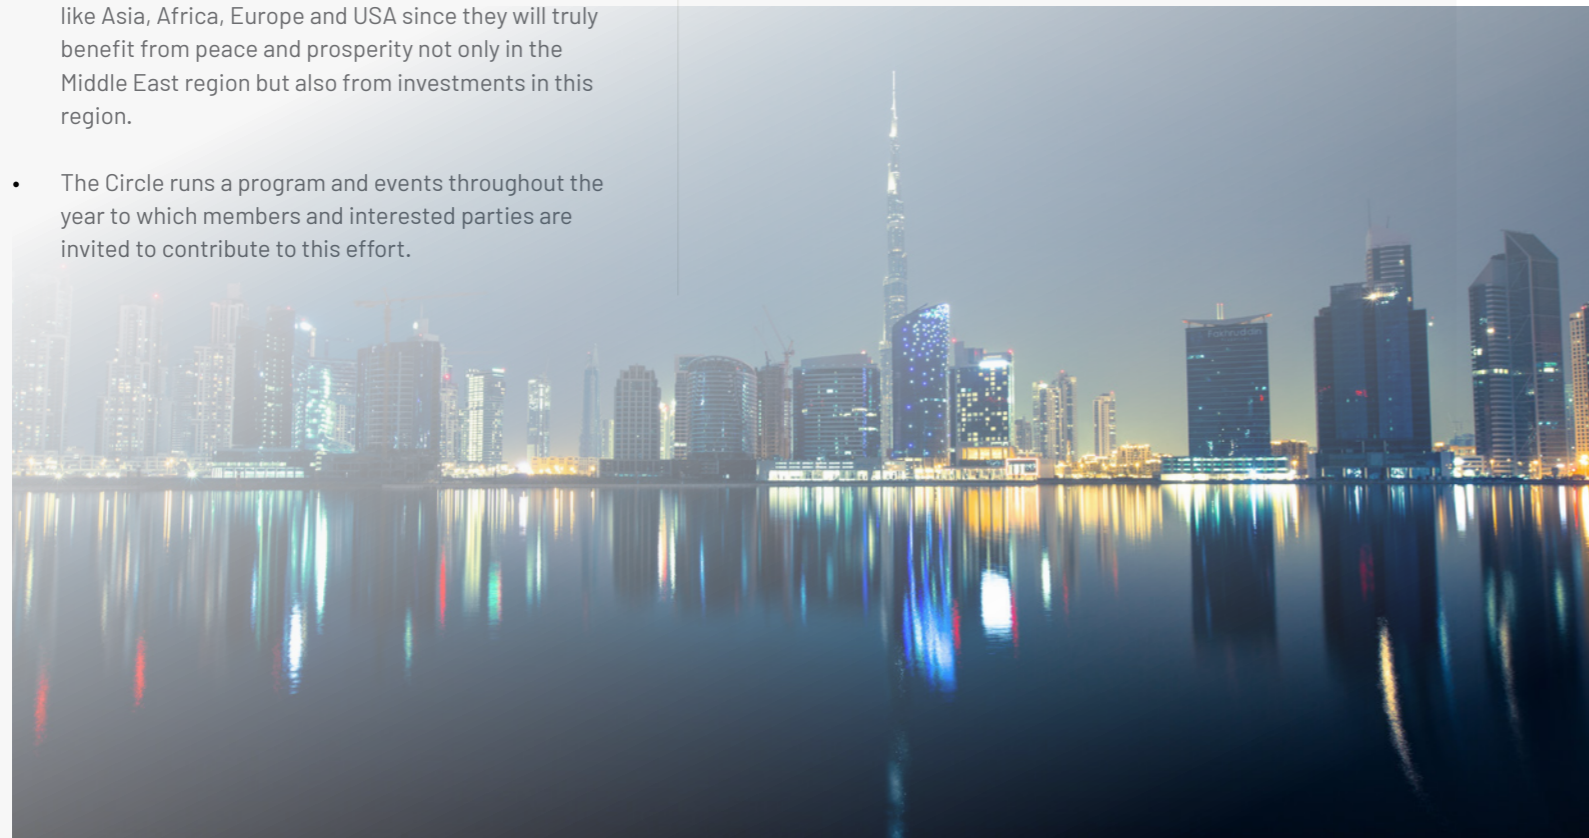 like Asia, Africa, Europe and USA since they will truly
benefit from peace and prosperity not only in the
Middle East region but also from investments in this
region.
• The Circle runs a program and events throughout the
year to which members and interested parties are
invited to contribute to this effort.
Fakhruddin